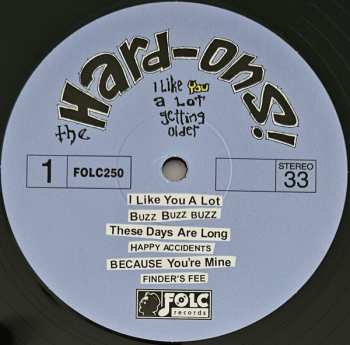 the Hard-ons!
I Like You
a Lot
getting
older
1 FOLC250
STEREO
33
I Like You A Lot
BUZZ BUZZ BUZZ
These Days Are Long
HAPPY ACCIDENTS
BECAUSE You're Mine
FINDER'S FEE
FOLC
records